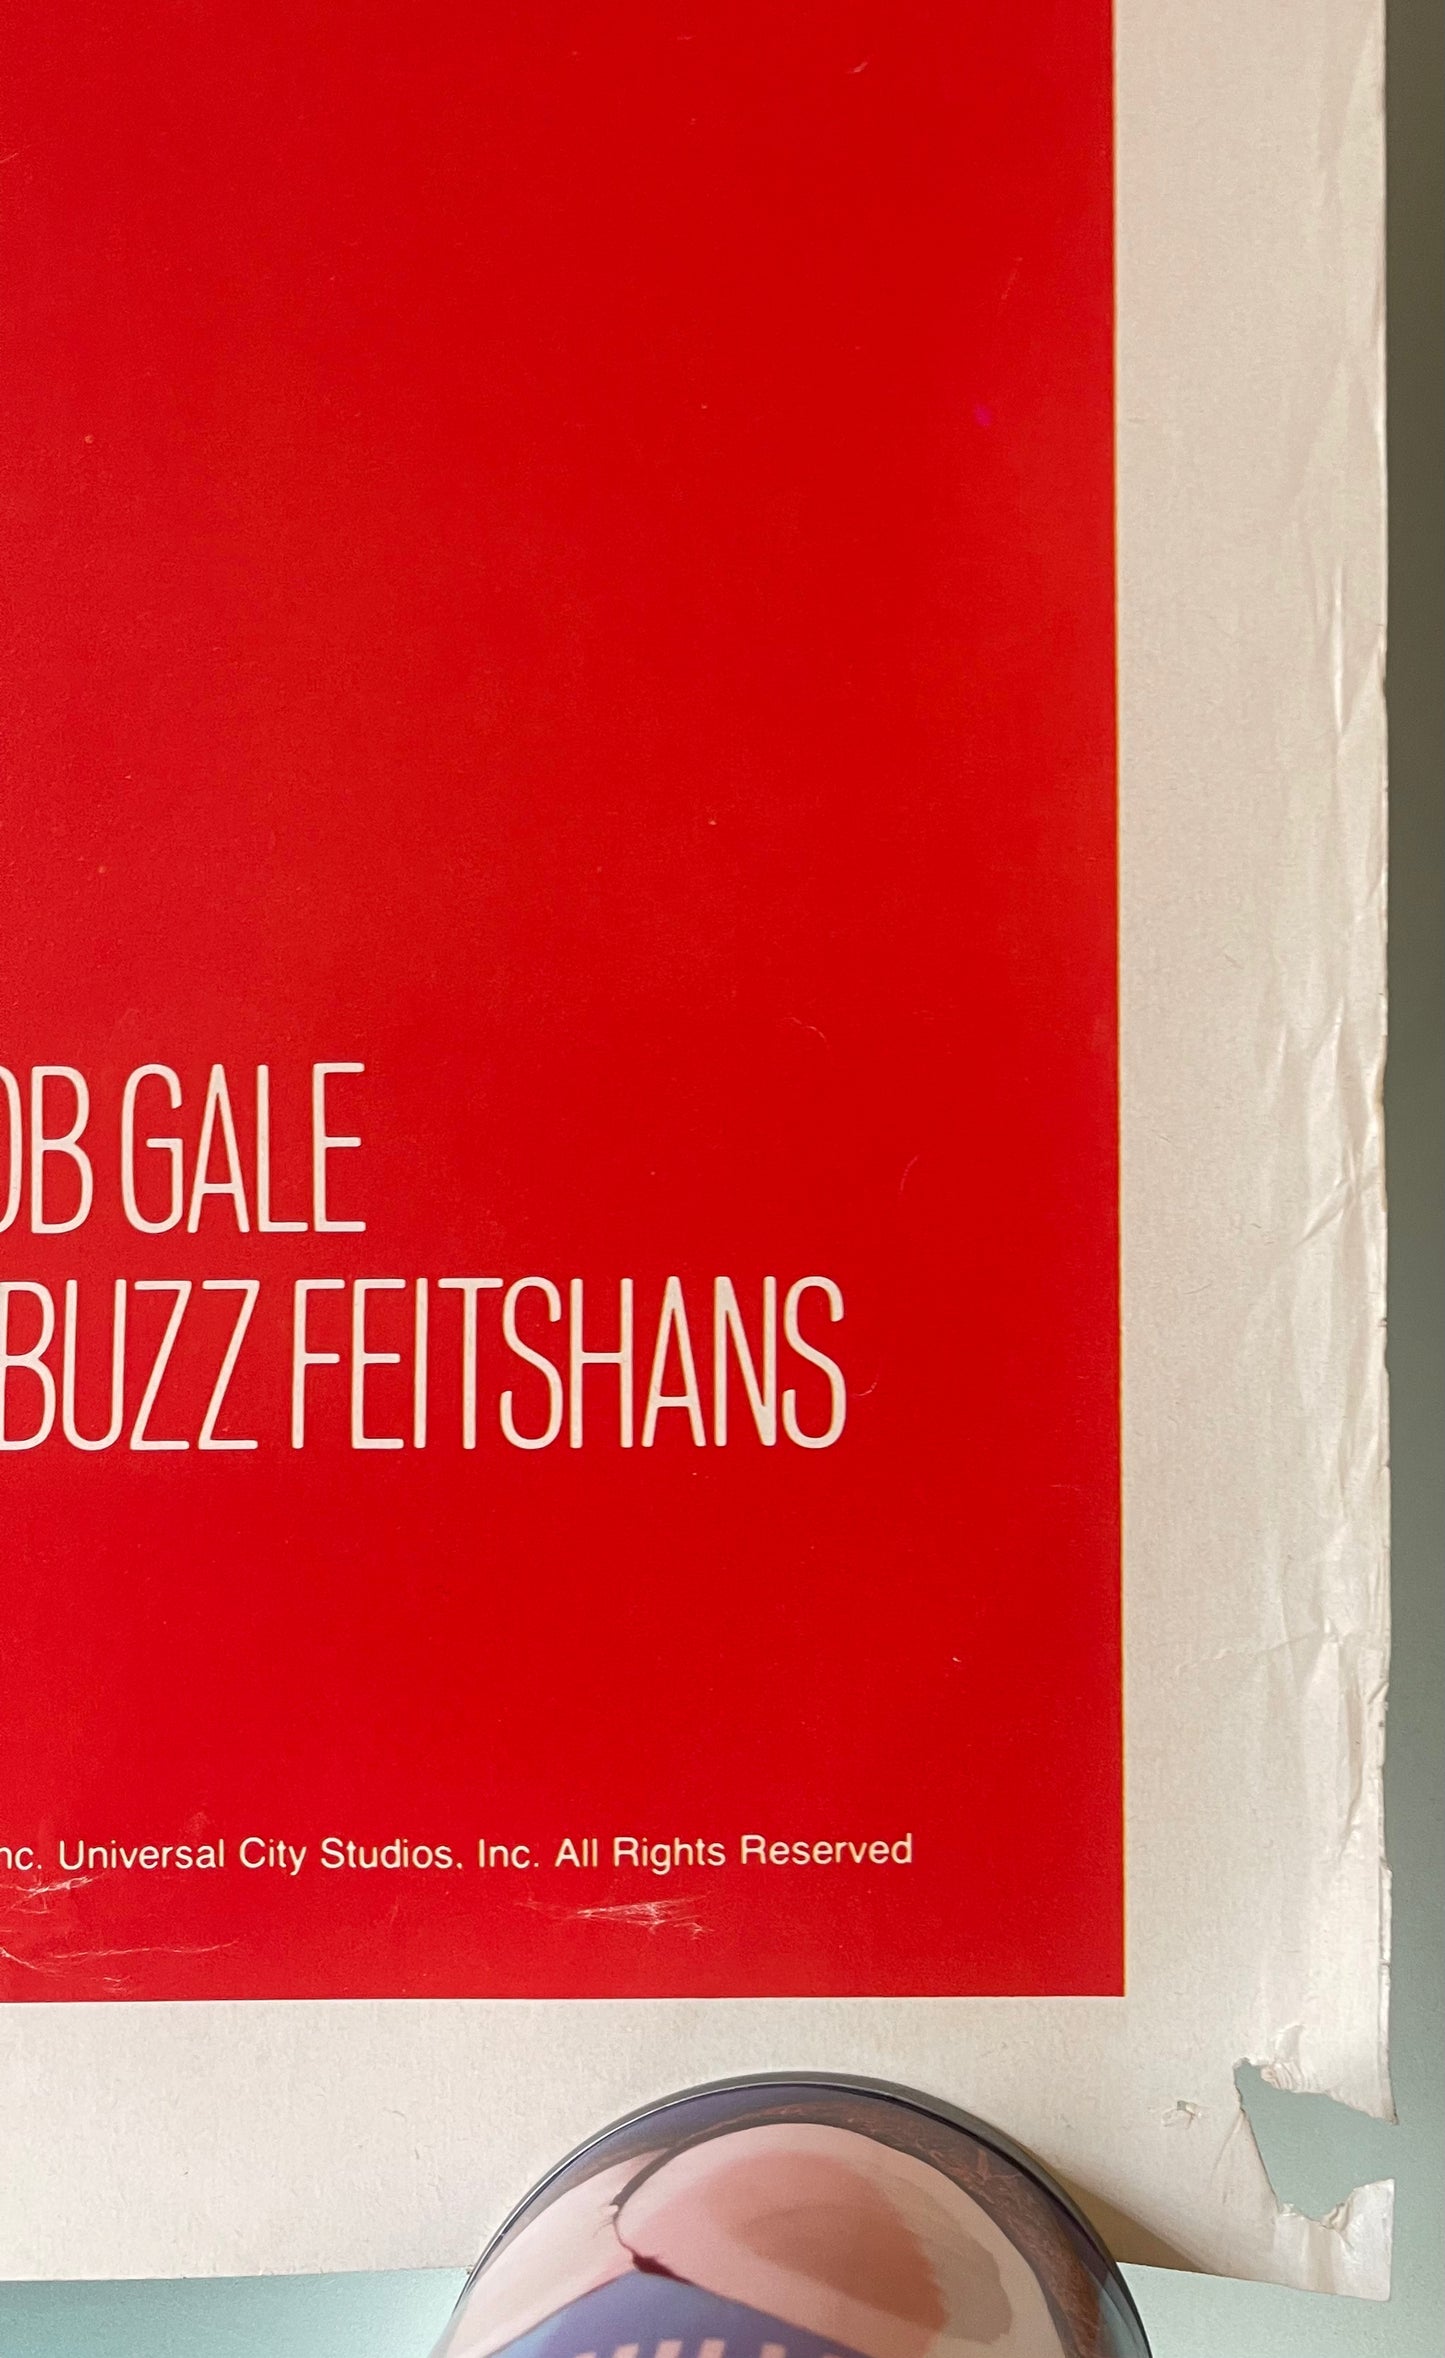 OB GALE
BUZZ FEITSHANS
nc. Universal City Studios, Inc. All Rights Reserved